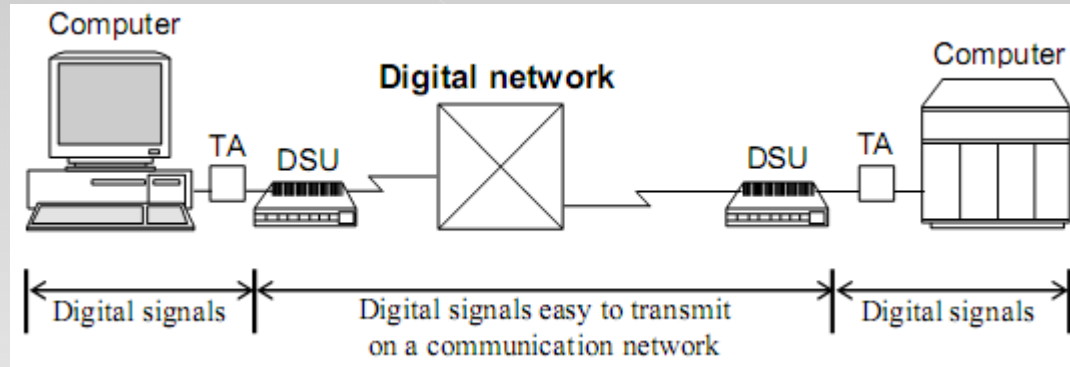 Computer
Computer
Digital network
TA
DSU
DSU
TA
Digital signals
Digital signals easy to transmit
on a communication network
Digital signals